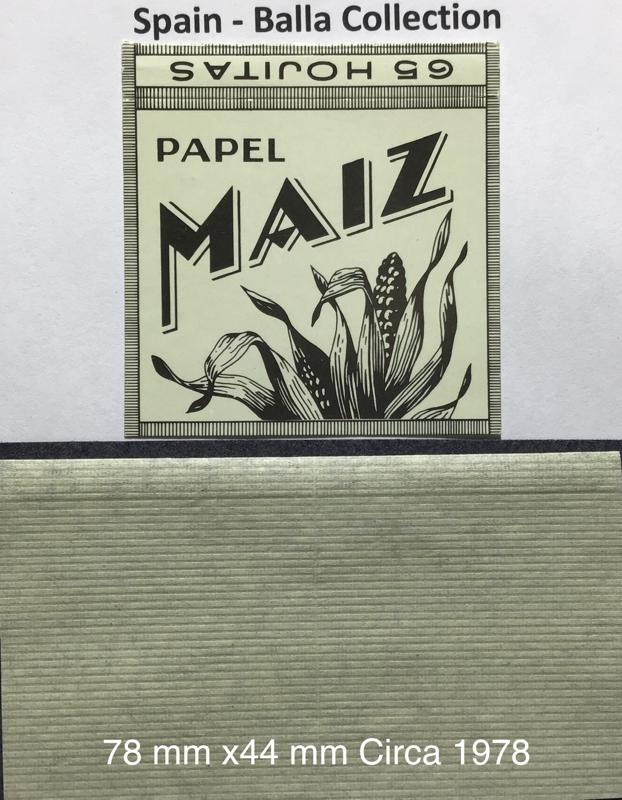 Spain - Balla Collection
65 HOJITAS
PAPEL
MAIZ
78 mm x44 mm Circa 1978